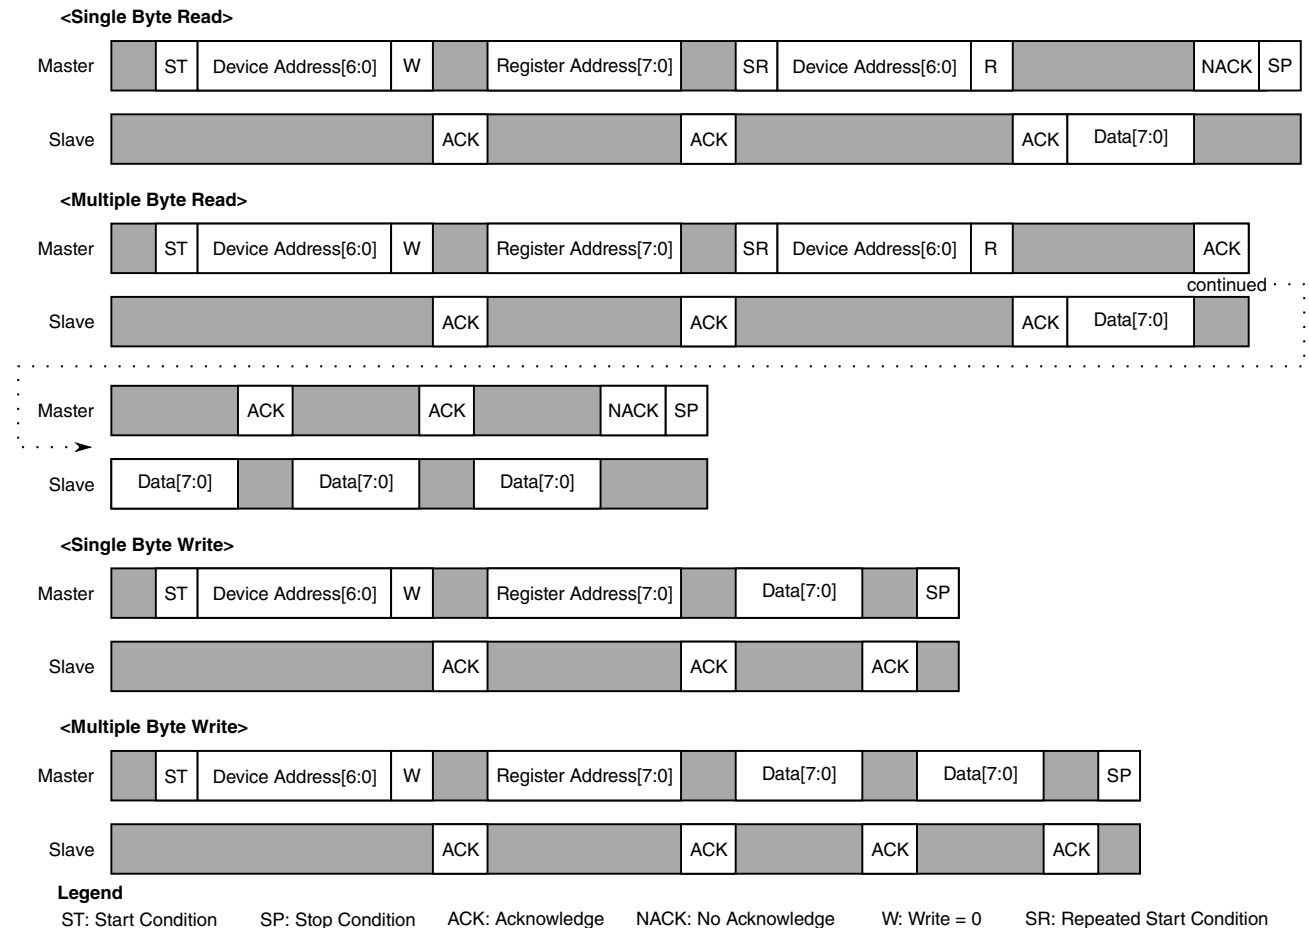 <Single Byte Read>
Master ST Device Address[6:0] W Register Address[7:0] SR Device Address[6:0] R NACK SP
Slave ACK ACK ACK Data[7:0]
<Multiple Byte Read>
Master ST Device Address[6:0] W Register Address[7:0] SR Device Address[6:0] R ACK
continued
Slave ACK ACK ACK Data[7:0]
Master ACK ACK NACK SP
Slave Data[7:0] Data[7:0] Data[7:0]
<Single Byte Write>
Master ST Device Address[6:0] W Register Address[7:0] Data[7:0] SP
Slave ACK ACK ACK
<Multiple Byte Write>
Master ST Device Address[6:0] W Register Address[7:0] Data[7:0] Data[7:0] SP
Slave ACK ACK ACK ACK
Legend
ST: Start Condition SP: Stop Condition ACK: Acknowledge NACK: No Acknowledge W: Write = 0 SR: Repeated Start Condition